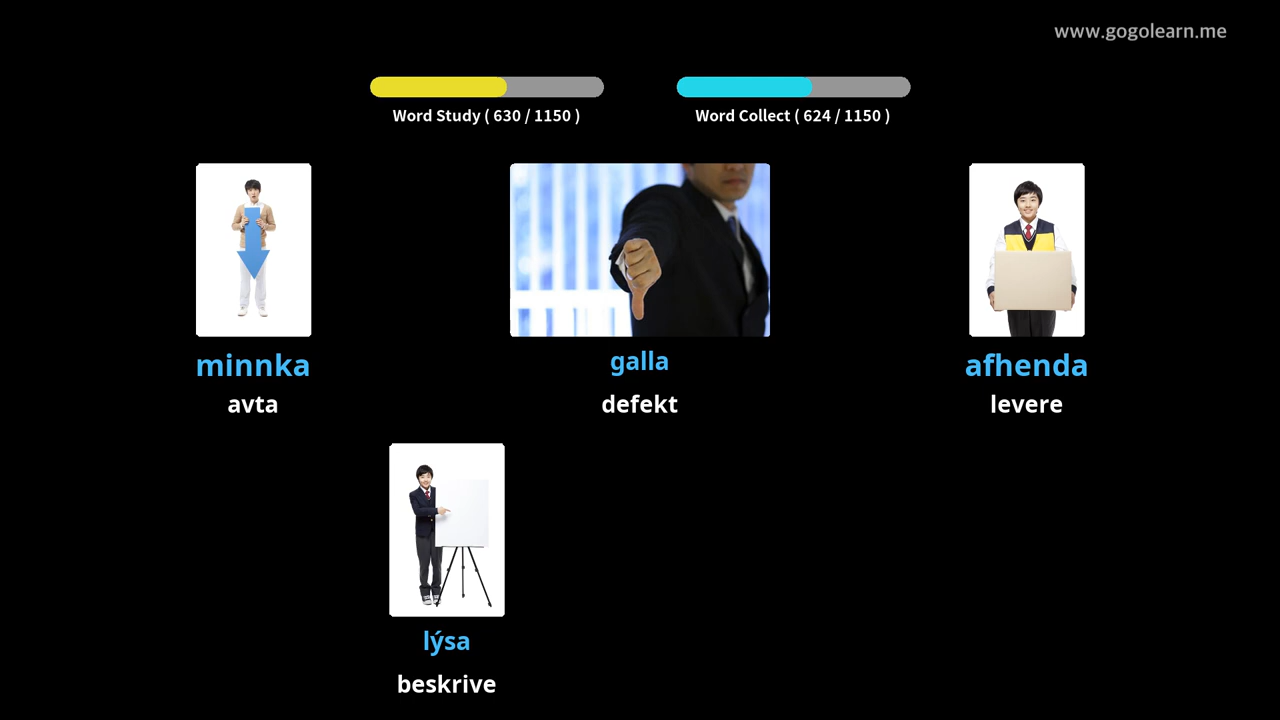 www.gogolearn.me
Word Study ( 630 / 1150 )
Word Collect ( 624 / 1150 )
minnka
avta
galla
defekt
afhenda
levere
lýsa
beskrive